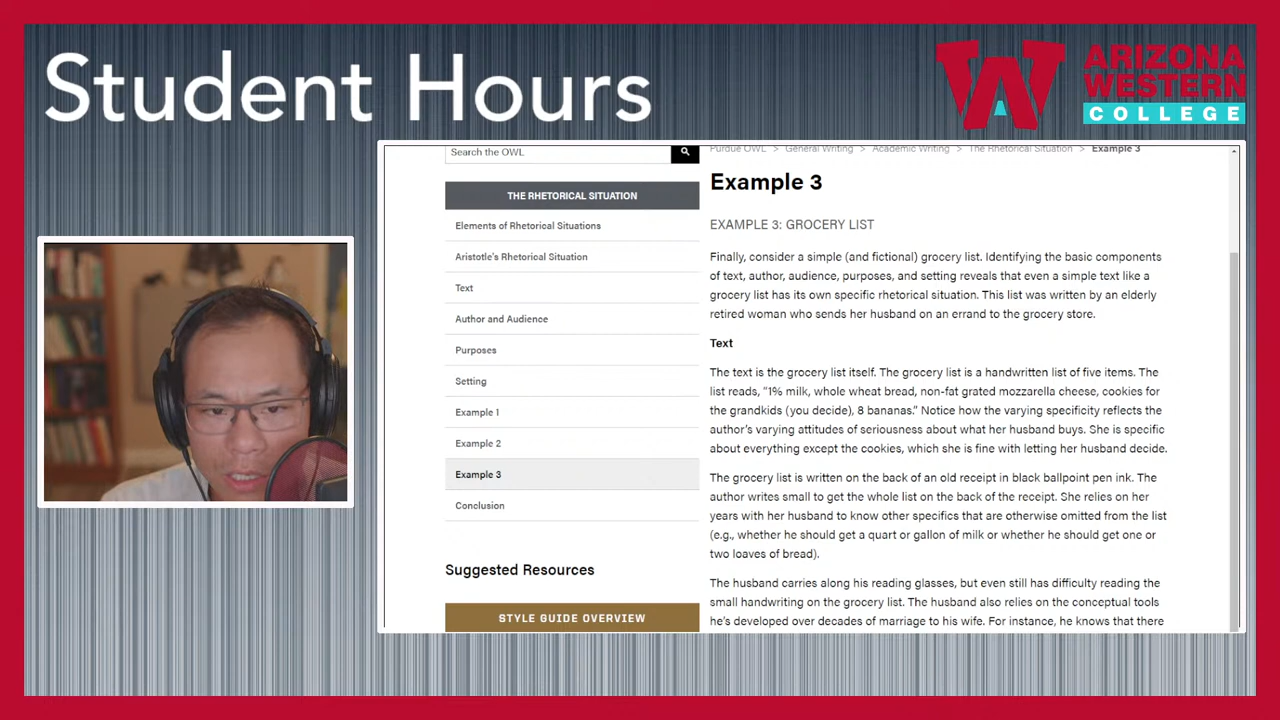 Student Hours
ARIZONA
WESTERN
COLLEGE
Search the OWL
THE RHETORICAL SITUATION
Elements of Rhetorical Situations
Aristotle's Rhetorical Situation
Text
Author and Audience
Purposes
Setting
Example 1
Example 2
Example 3
Conclusion
Suggested Resources
STYLE GUIDE OVERVIEW
Purdue OWL > General Writing > Academic Writing > The Rhetorical Situation > Example 3
Example 3
EXAMPLE 3: GROCERY LIST
Finally, consider a simple (and fictional) grocery list. Identifying the basic components
of text, author, audience, purposes, and setting reveals that even a simple text like a
grocery list has its own specific rhetorical situation. This list was written by an elderly
retired woman who sends her husband on an errand to the grocery store.
Text
The text is the grocery list itself. The grocery list is a handwritten list of five items. The
list reads, "1% milk, whole wheat bread, non-fat grated mozzarella cheese, cookies for
the grandkids (you decide), 8 bananas." Notice how the varying specificity reflects the
author's varying attitudes of seriousness about what her husband buys. She is specific
about everything except the cookies, which she is fine with letting her husband decide.
The grocery list is written on the back of an old receipt in black ballpoint pen ink. The
author writes small to get the whole list on the back of the receipt. She relies on her
years with her husband to know other specifics that are otherwise omitted from the list
(e.g., whether he should get a quart or gallon of milk or whether he should get one or
two loaves of bread).
The husband carries along his reading glasses, but even still has difficulty reading the
small handwriting on the grocery list. The husband also relies on the conceptual tools
he's developed over decades of marriage to his wife. For instance, he knows that there